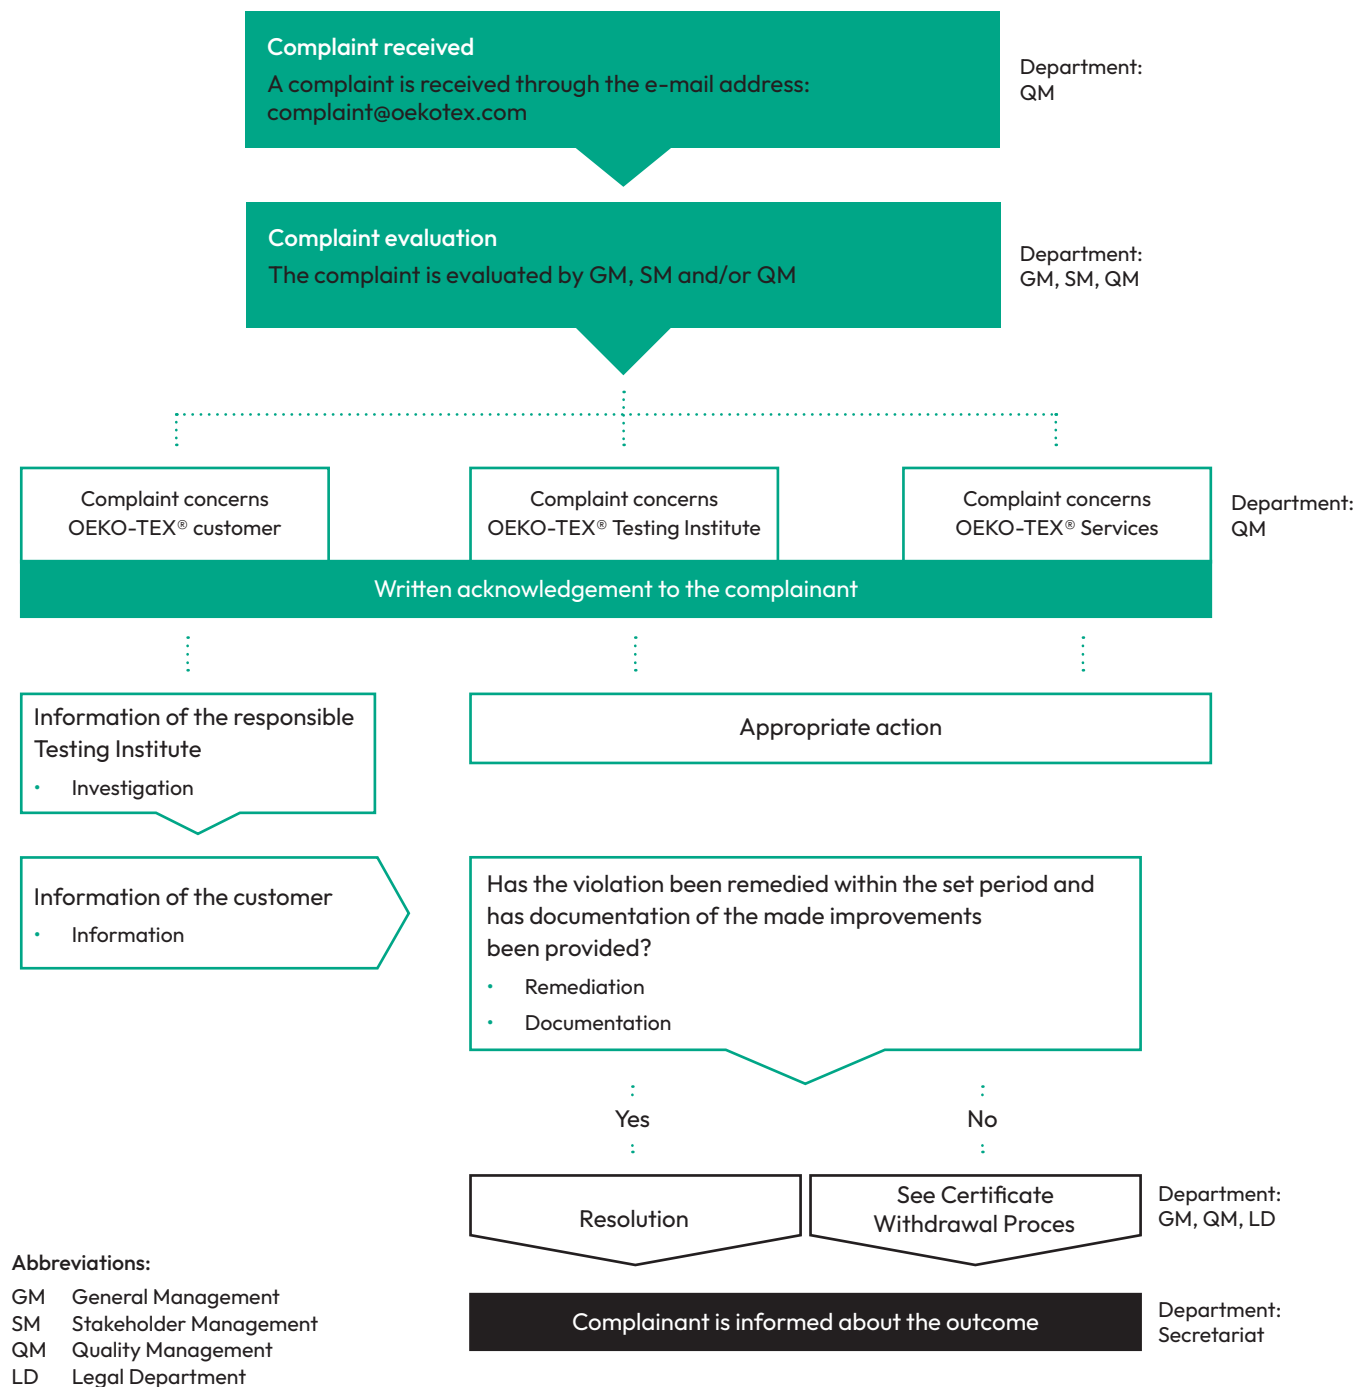 Complaint received
A complaint is received through the e-mail address:
complaint@oekotex.com
Department:
QM
Complaint evaluation
The complaint is evaluated by GM, SM and/or QM
Department:
GM, SM, QM
Complaint concerns
OEKO-TEX® customer
Complaint concerns
OEKO-TEX® Testing Institute
Complaint concerns
OEKO-TEX® Services
Department:
QM
Written acknowledgement to the complainant
Information of the responsible
Testing Institute
• Investigation
Appropriate action
Information of the customer
• Information
Has the violation been remedied within the set period and
has documentation of the made improvements
been provided?
• Remediation
• Documentation
Yes
No
Resolution
See Certificate
Withdrawal Proces
Department:
GM, QM, LD
Complainant is informed about the outcome
Department:
Secretariat
Abbreviations:
GM General Management
SM Stakeholder Management
QM Quality Management
LD Legal Department